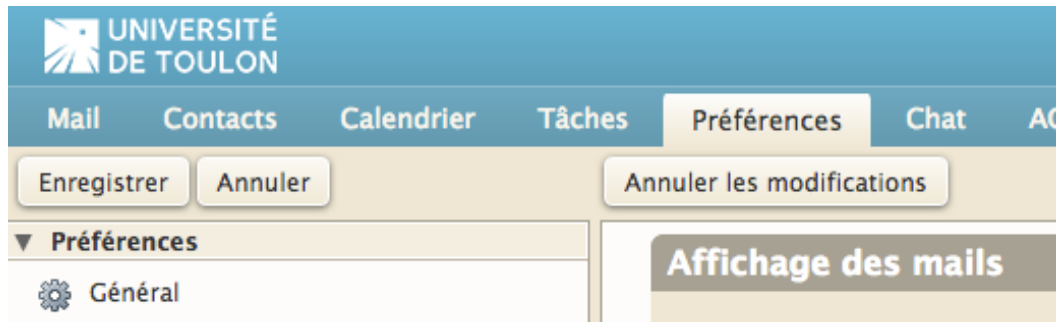 UNIVERSITÉ
DE TOULON
Mail Contacts Calendrier Tâches Préférences Chat
Enregistrer Annuler Annuler les modifications
Préférences
Affichage des mails
Général